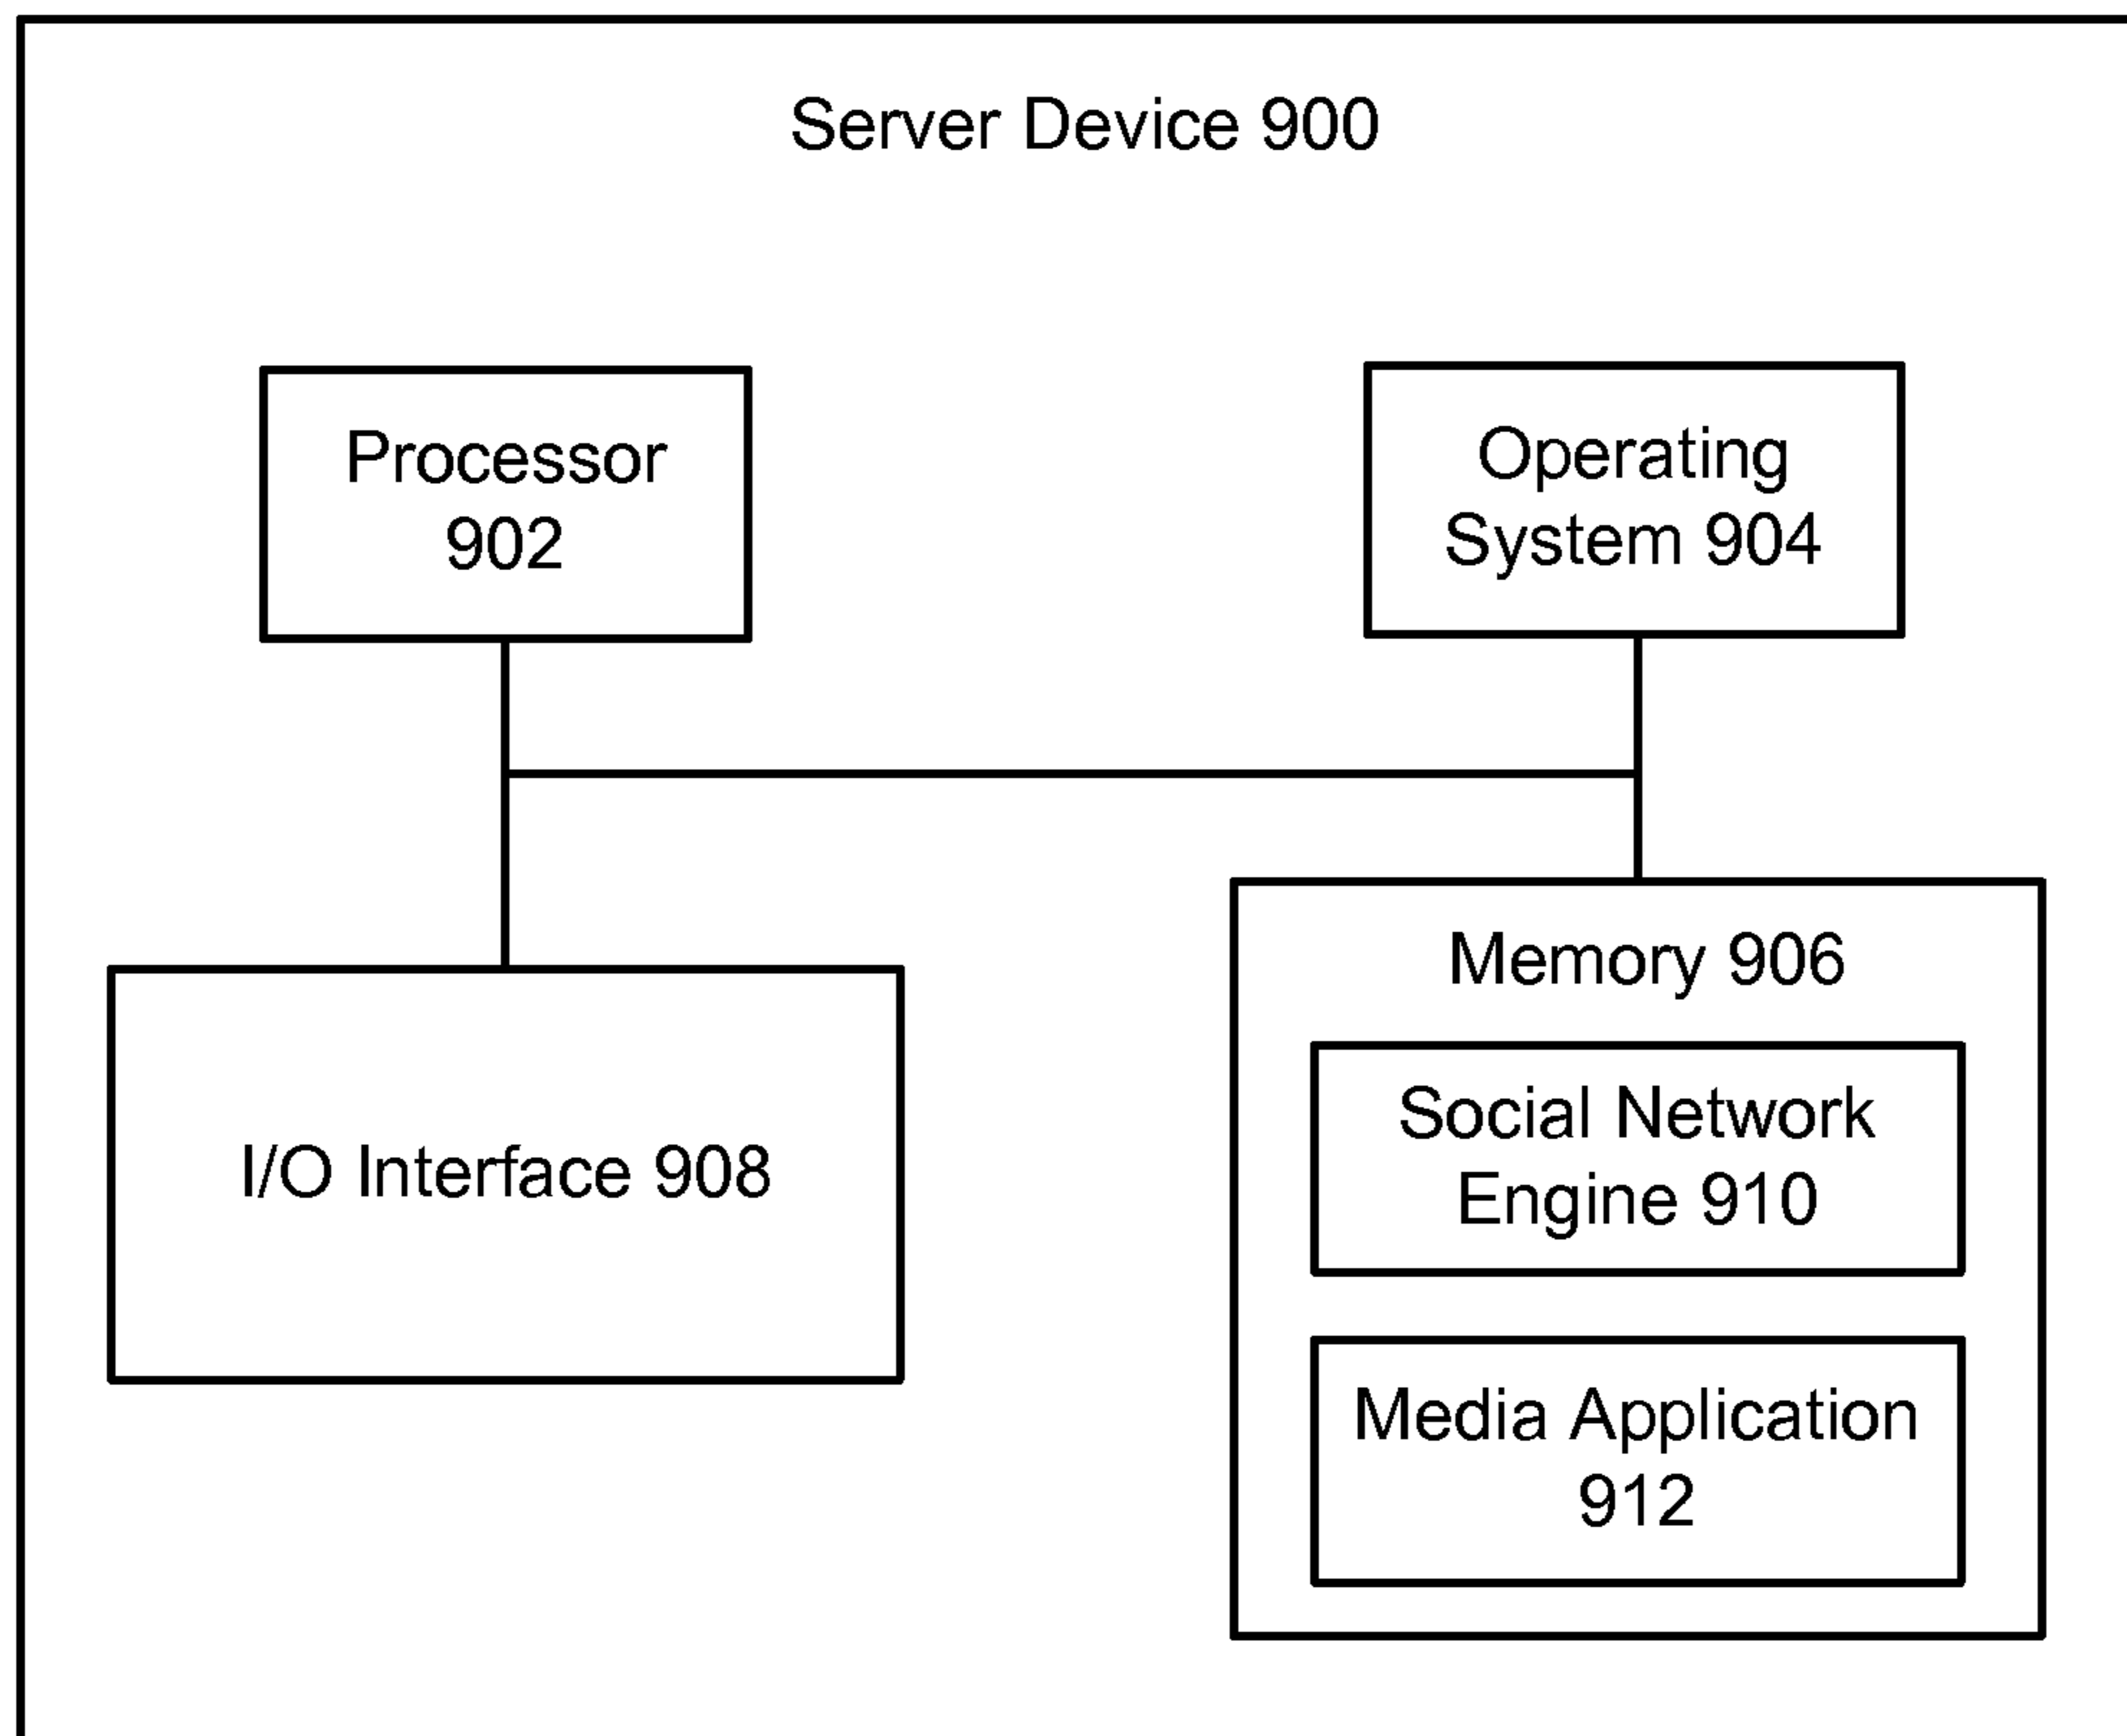 Server Device 900
Processor
902
Operating
System 904
I/O Interface 908
Memory 906
Social Network
Engine 910
Media Application
912